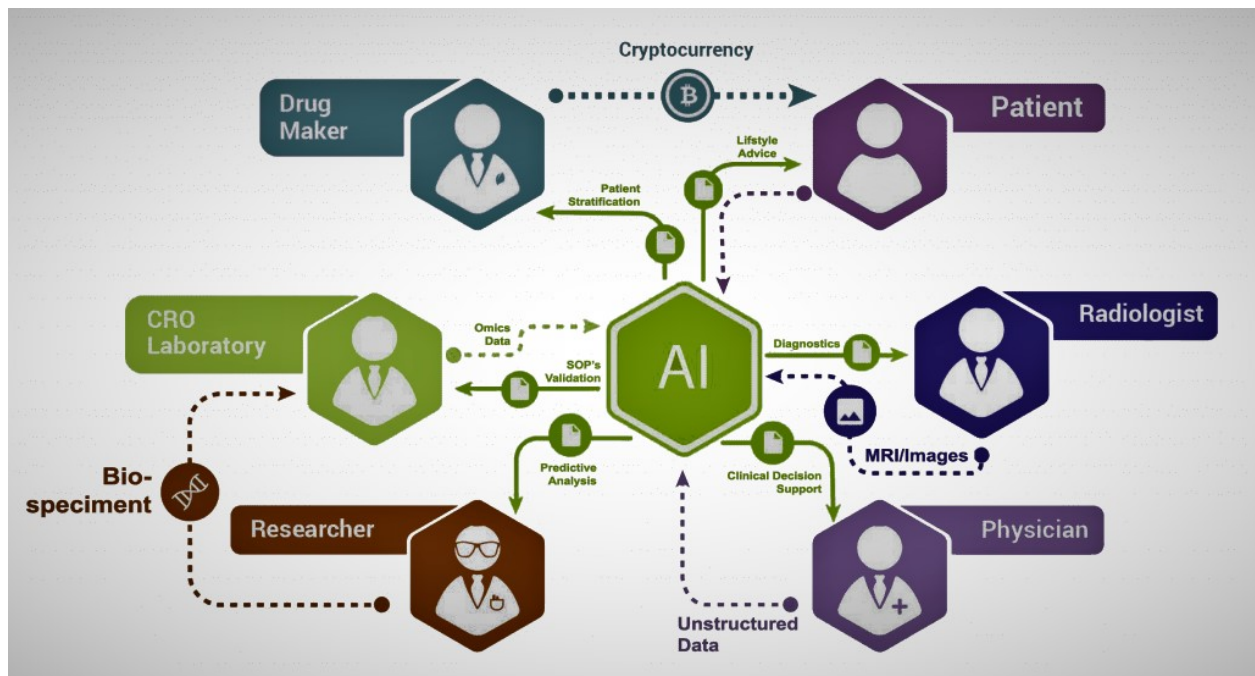 Cryptocurrency
Drug
Maker
Patient
Lifstyle
Advice
Patient
Stratification
CRO
Laboratory
Omics
Data
SOP's
Validation
AI
Diagnostics
Radiologist
MRI/Images
Predictive
Analysis
Clinical Decision
Support
Bio-
speciment
Researcher
Physician
Unstructured
Data